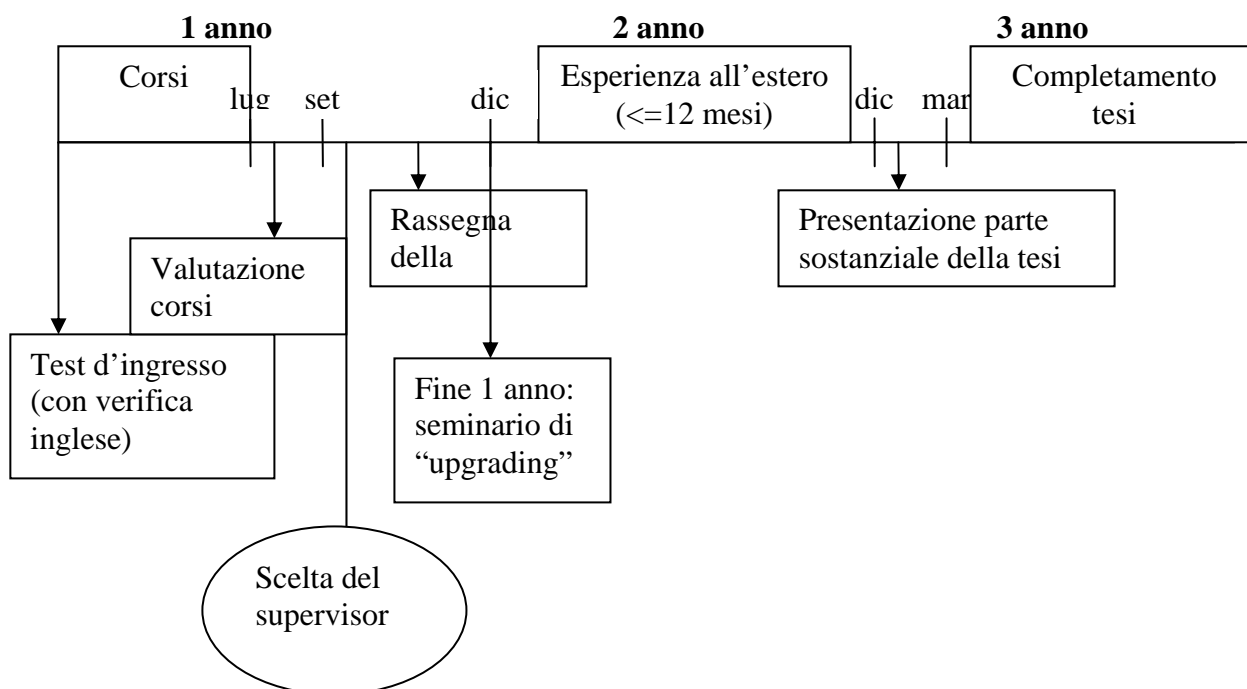 1 anno
2 anno
3 anno
Corsi
Esperienza all’estero
(<=12 mesi)
Completamento
tesi
lug
set
dic
dic
mar
Rassegna
della
Presentazione parte
sostanziale della tesi
Valutazione
corsi
Test d’ingresso
(con verifica
inglese)
Fine 1 anno:
seminario di
“upgrading”
Scelta del
supervisor